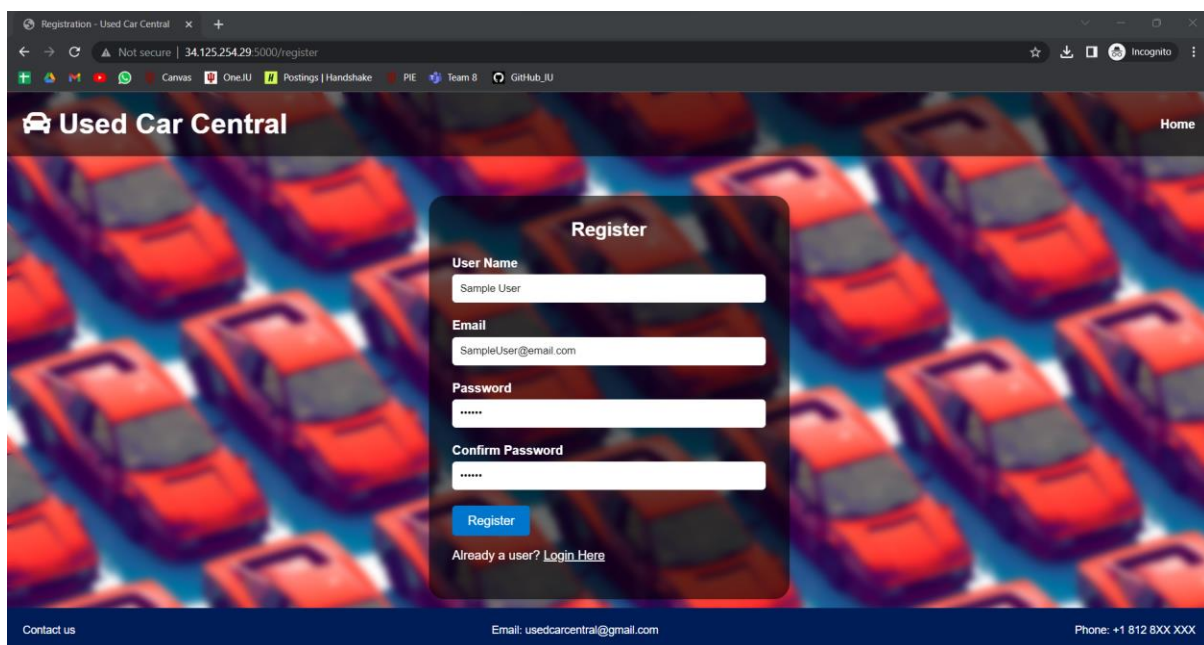 Registration - Used Car Central
Not secure | 34.125.254.29:5000/register
Incognito
Canvas One.IU Postings | Handshake PIE Team 8 GitHub_IU
Used Car Central
Home
Register
User Name
Sample User
Email
SampleUser@email.com
Password
••••••
Confirm Password
••••••
Register
Already a user? Login Here
Contact us Email: usedcarcentral@gmail.com Phone: +1 812 8XX XXX